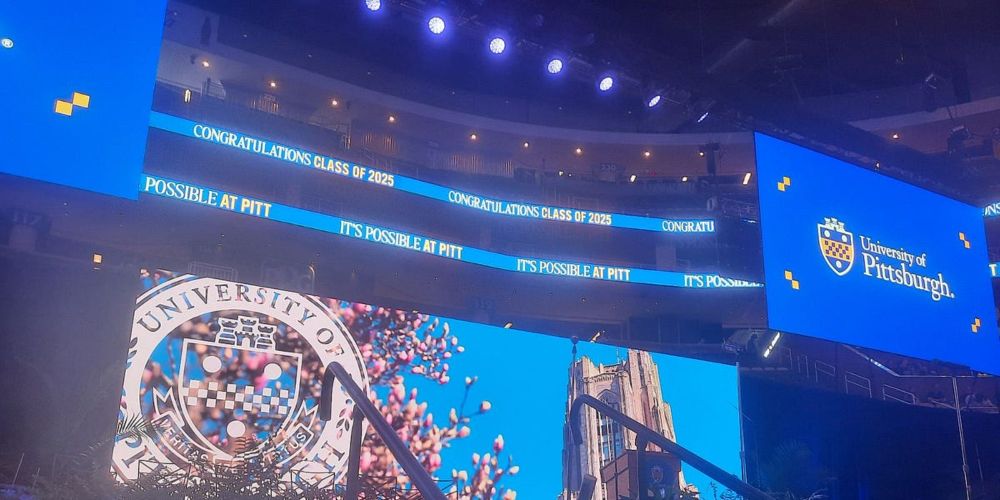 ®
CONGRATULATIONS CLASS OF 2025 CONGRATULATIONS CLASS OF 2025 CONGRATU
POSSIBLE AT PITT IT'S POSSIBLE AT PITT IT'S POSSIBLE AT PITT IT'S POSSIBLE
University of
Pittsburgh®
UNIVERSITY OF